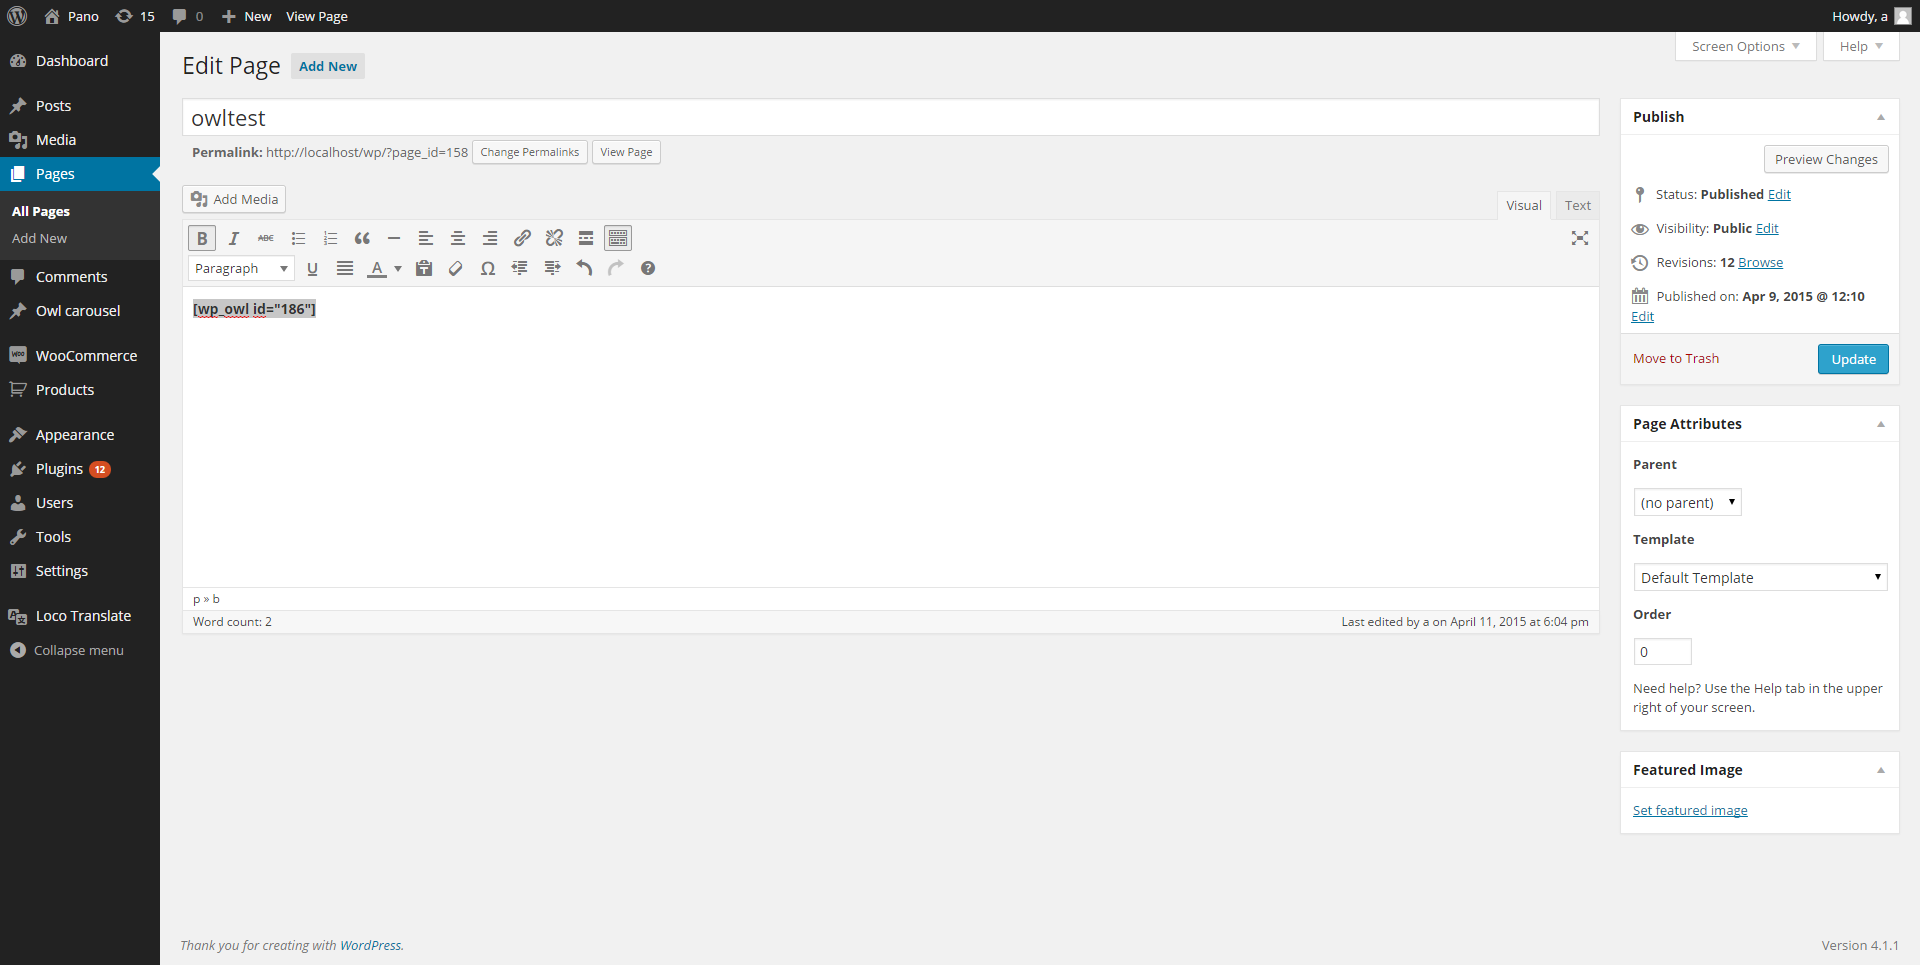 Pano 15 0 New View Page Howdy, a
Screen Options Help
Dashboard
Posts
Media
Pages
All Pages
Add New
Comments
Owl carousel
WooCommerce
Products
Appearance
Plugins 12
Users
Tools
Settings
Loco Translate
Collapse menu
Edit Page Add New
owltest
Permalink: http://localhost/wp/?page_id=158 Change Permalinks View Page
Add Media
Visual Text
B I ABC
Paragraph U A Ω ?
[wp_owl id="186"]
p » b
Word count: 2 Last edited by a on April 11, 2015 at 6:04 pm
Publish
Preview Changes
Status: Published Edit
Visibility: Public Edit
Revisions: 12 Browse
Published on: Apr 9, 2015 @ 12:10
Edit
Move to Trash Update
Page Attributes
Parent
(no parent)
Template
Default Template
Order
0
Need help? Use the Help tab in the upper
right of your screen.
Featured Image
Set featured image
Thank you for creating with WordPress. Version 4.1.1